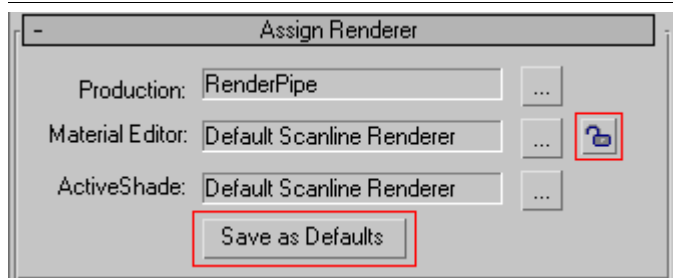 - Assign Renderer
Production: RenderPipe ...
Material Editor: Default Scanline Renderer ...
ActiveShade: Default Scanline Renderer ...
Save as Defaults